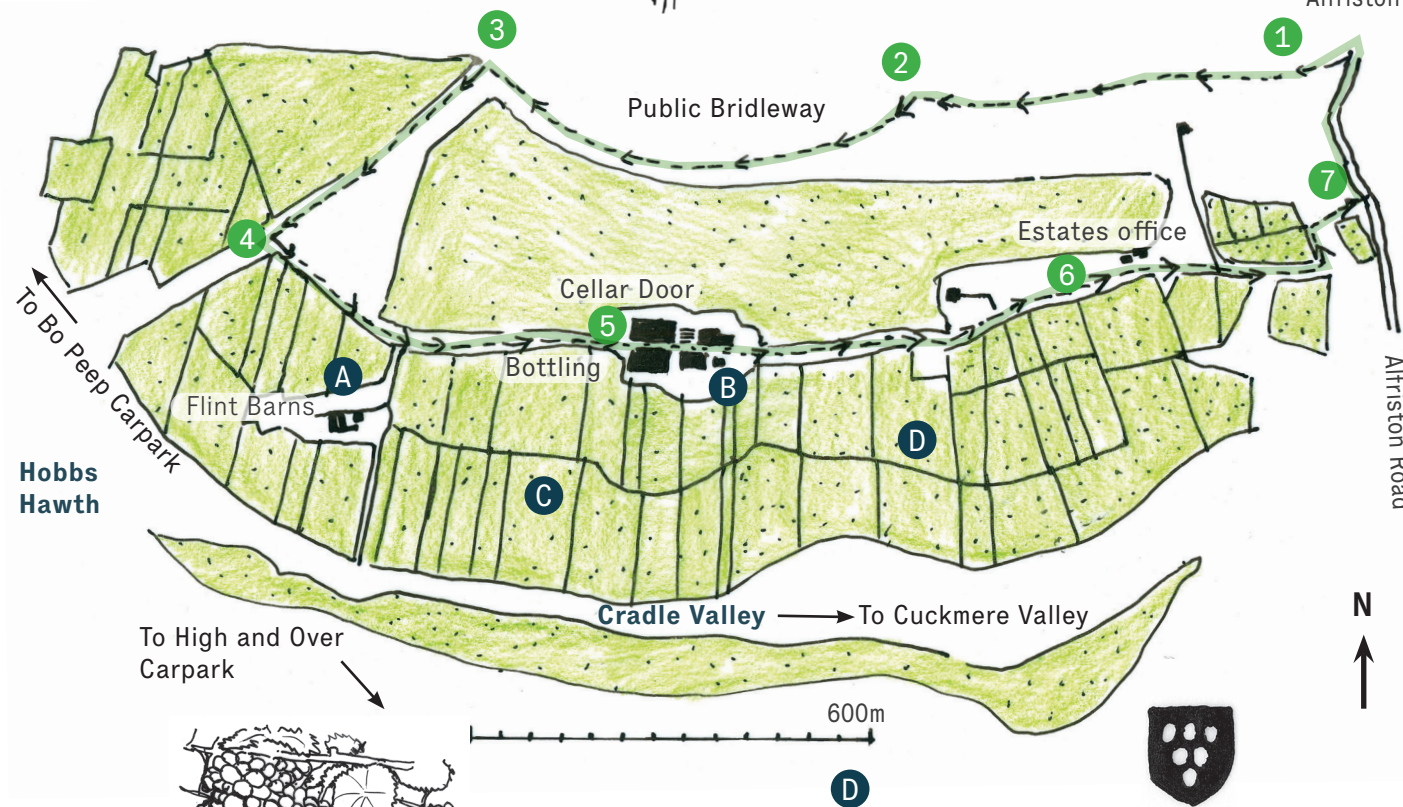 Alfriston
3
1
2
Public Bridleway
7
4
Estates office
6
Cellar Door
5
Bottling
To Bo Peep Carpark
A
Flint Barns
B
Alfriston Road
D
Hobbs
Hawth
C
Cradle Valley
To Cuckmere Valley
N
To High and Over
Carpark
600m
D